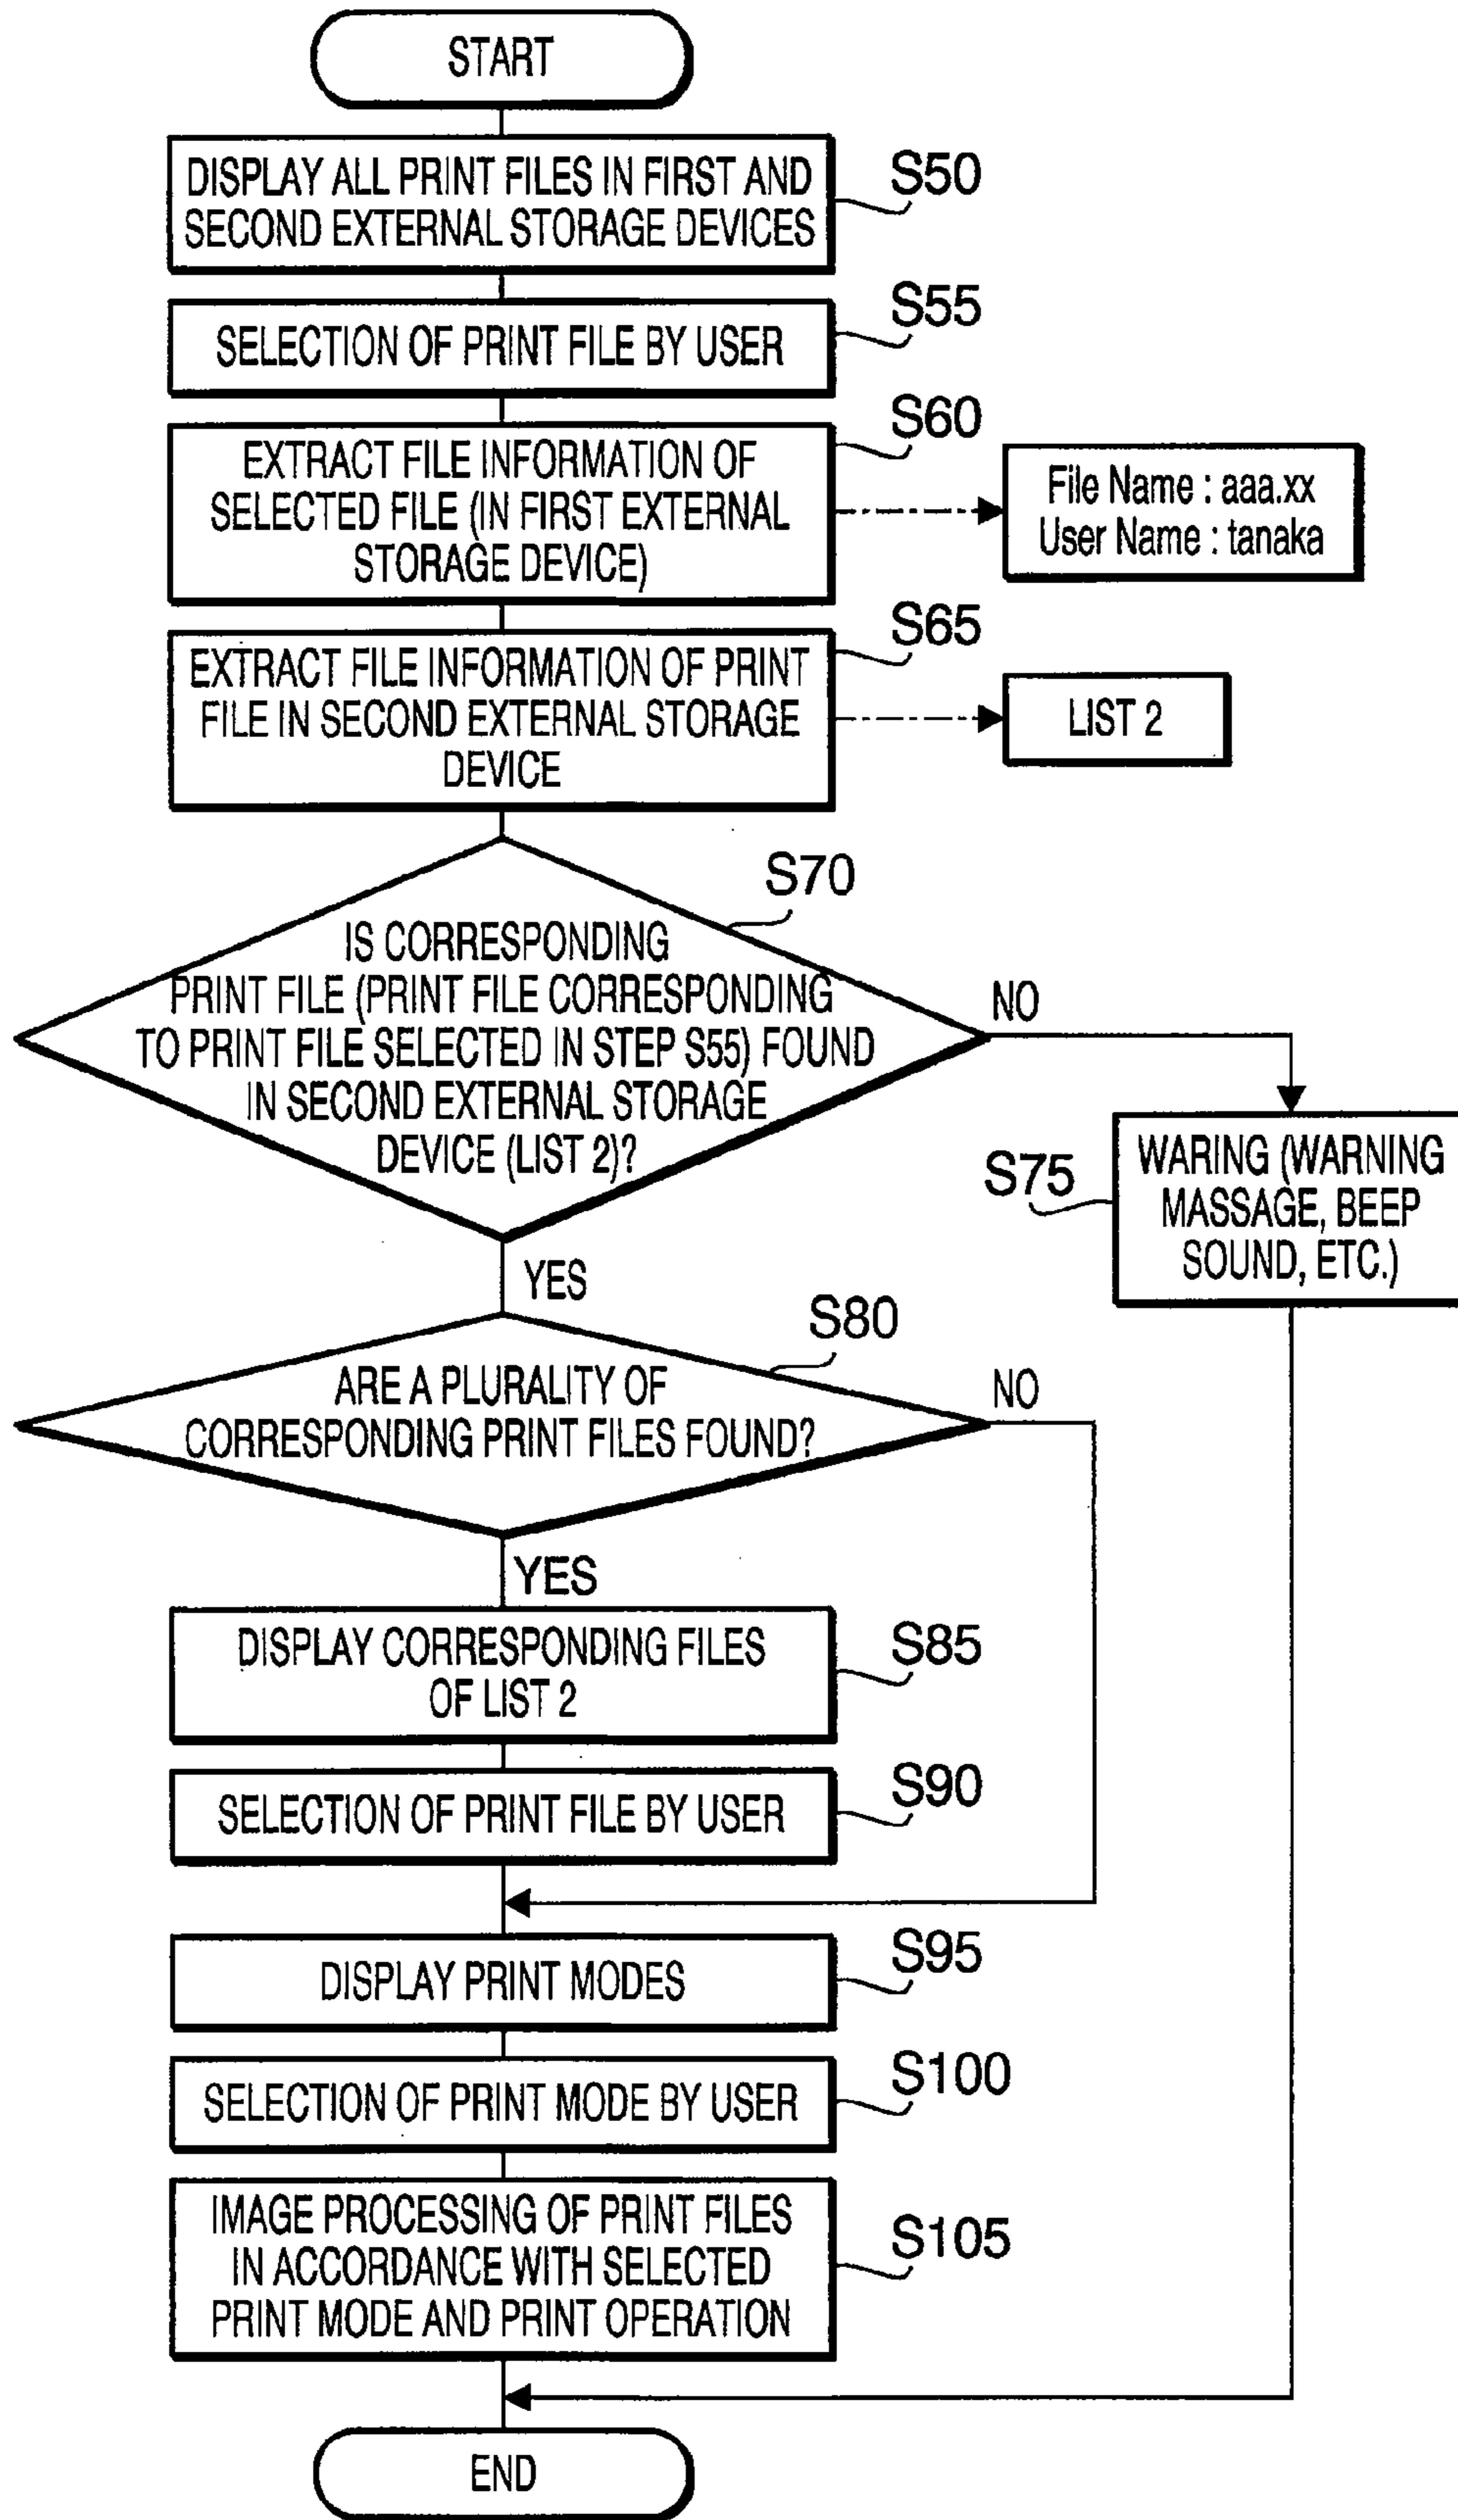 START
DISPLAY ALL PRINT FILES IN FIRST AND
SECOND EXTERNAL STORAGE DEVICES
S50
SELECTION OF PRINT FILE BY USER
S55
EXTRACT FILE INFORMATION OF
SELECTED FILE (IN FIRST EXTERNAL
STORAGE DEVICE)
S60
File Name : aaa.xx
User Name : tanaka
EXTRACT FILE INFORMATION OF PRINT
FILE IN SECOND EXTERNAL STORAGE
DEVICE
S65
LIST 2
S70
IS CORRESPONDING
PRINT FILE (PRINT FILE CORRESPONDING
TO PRINT FILE SELECTED IN STEP S55) FOUND
IN SECOND EXTERNAL STORAGE
DEVICE (LIST 2)?
NO
S75
WARING (WARNING
MASSAGE, BEEP
SOUND, ETC.)
YES
S80
ARE A PLURALITY OF
CORRESPONDING PRINT FILES FOUND?
NO
YES
DISPLAY CORRESPONDING FILES
OF LIST 2
S85
SELECTION OF PRINT FILE BY USER
S90
DISPLAY PRINT MODES
S95
SELECTION OF PRINT MODE BY USER
S100
IMAGE PROCESSING OF PRINT FILES
IN ACCORDANCE WITH SELECTED
PRINT MODE AND PRINT OPERATION
S105
END